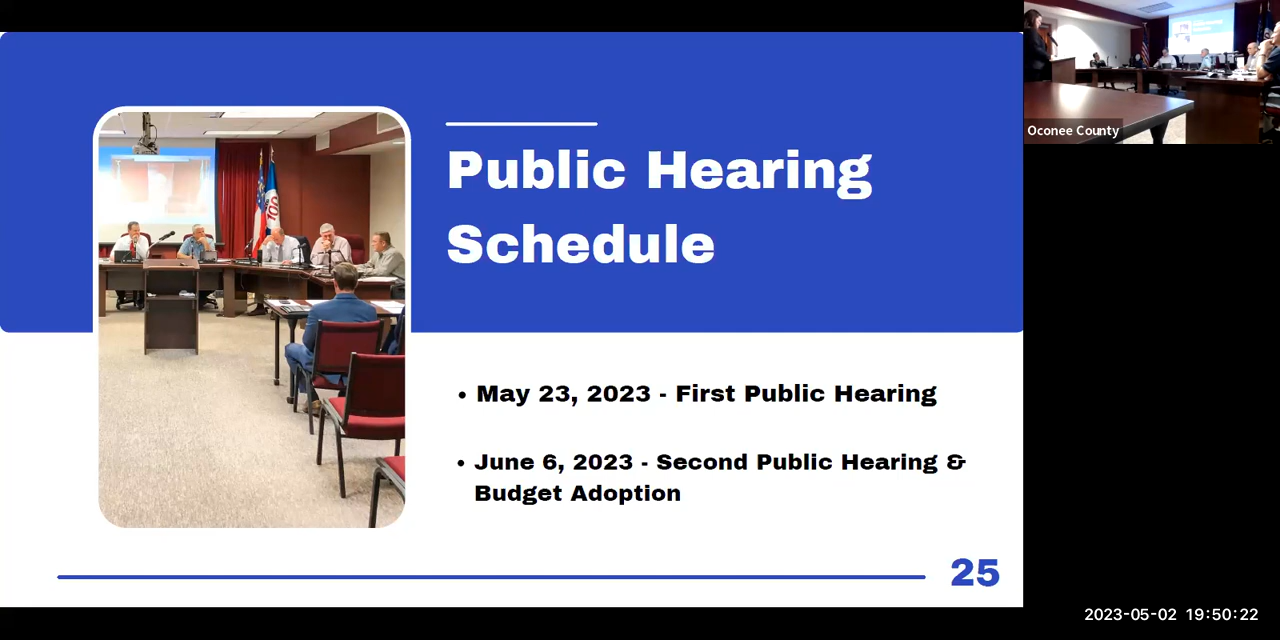 Public Hearing
Schedule
• May 23, 2023 - First Public Hearing
• June 6, 2023 - Second Public Hearing &
Budget Adoption
25
Oconee County
100
2023-05-02 19:50:22